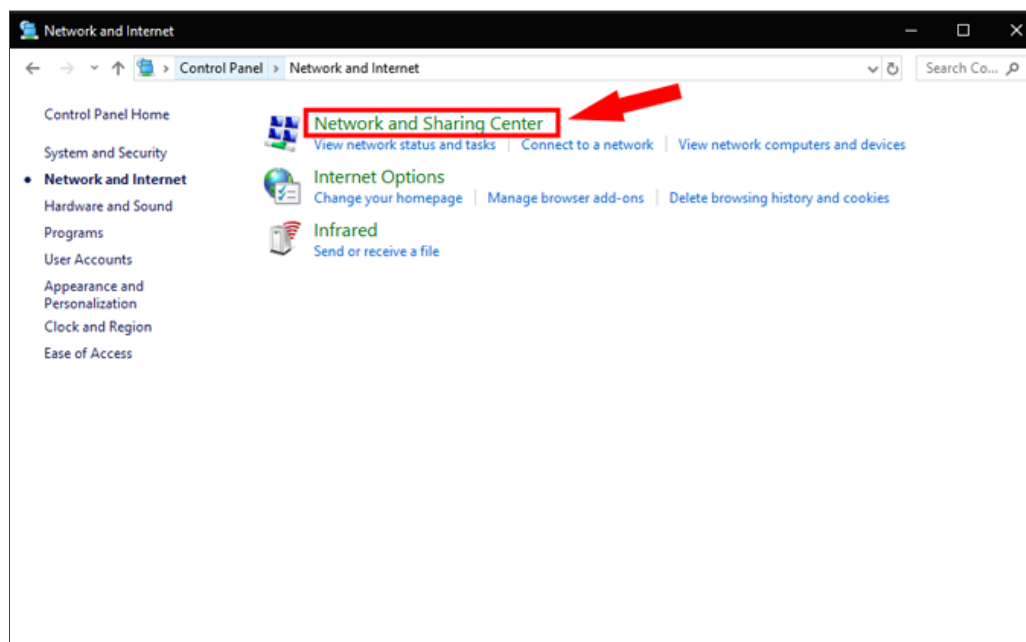 Network and Internet
Control Panel > Network and Internet
Search Co...
Control Panel Home
System and Security
Network and Internet
Hardware and Sound
Programs
User Accounts
Appearance and
Personalization
Clock and Region
Ease of Access
Network and Sharing Center
View network status and tasks | Connect to a network | View network computers and devices
Internet Options
Change your homepage | Manage browser add-ons | Delete browsing history and cookies
Infrared
Send or receive a file